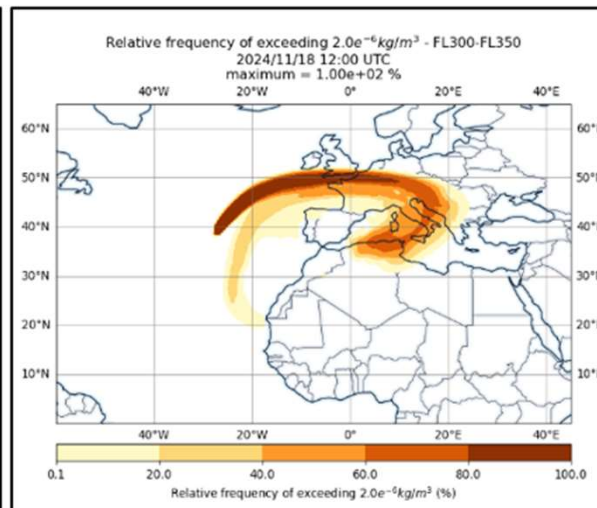 Relative frequency of exceeding 2.0e⁻⁶kg/m³ - FL300-FL350
2024/11/18 12:00 UTC
maximum = 1.00e+02 %
40°W 20°W 0° 20°E 40°E
60°N 60°N
50°N 50°N
40°N 40°N
30°N 30°N
20°N 20°N
10°N 10°N
40°W 20°W 0° 20°E 40°E
0.1 20.0 40.0 60.0 80.0 100.0
Relative frequency of exceeding 2.0e⁻⁶kg/m³ (%)